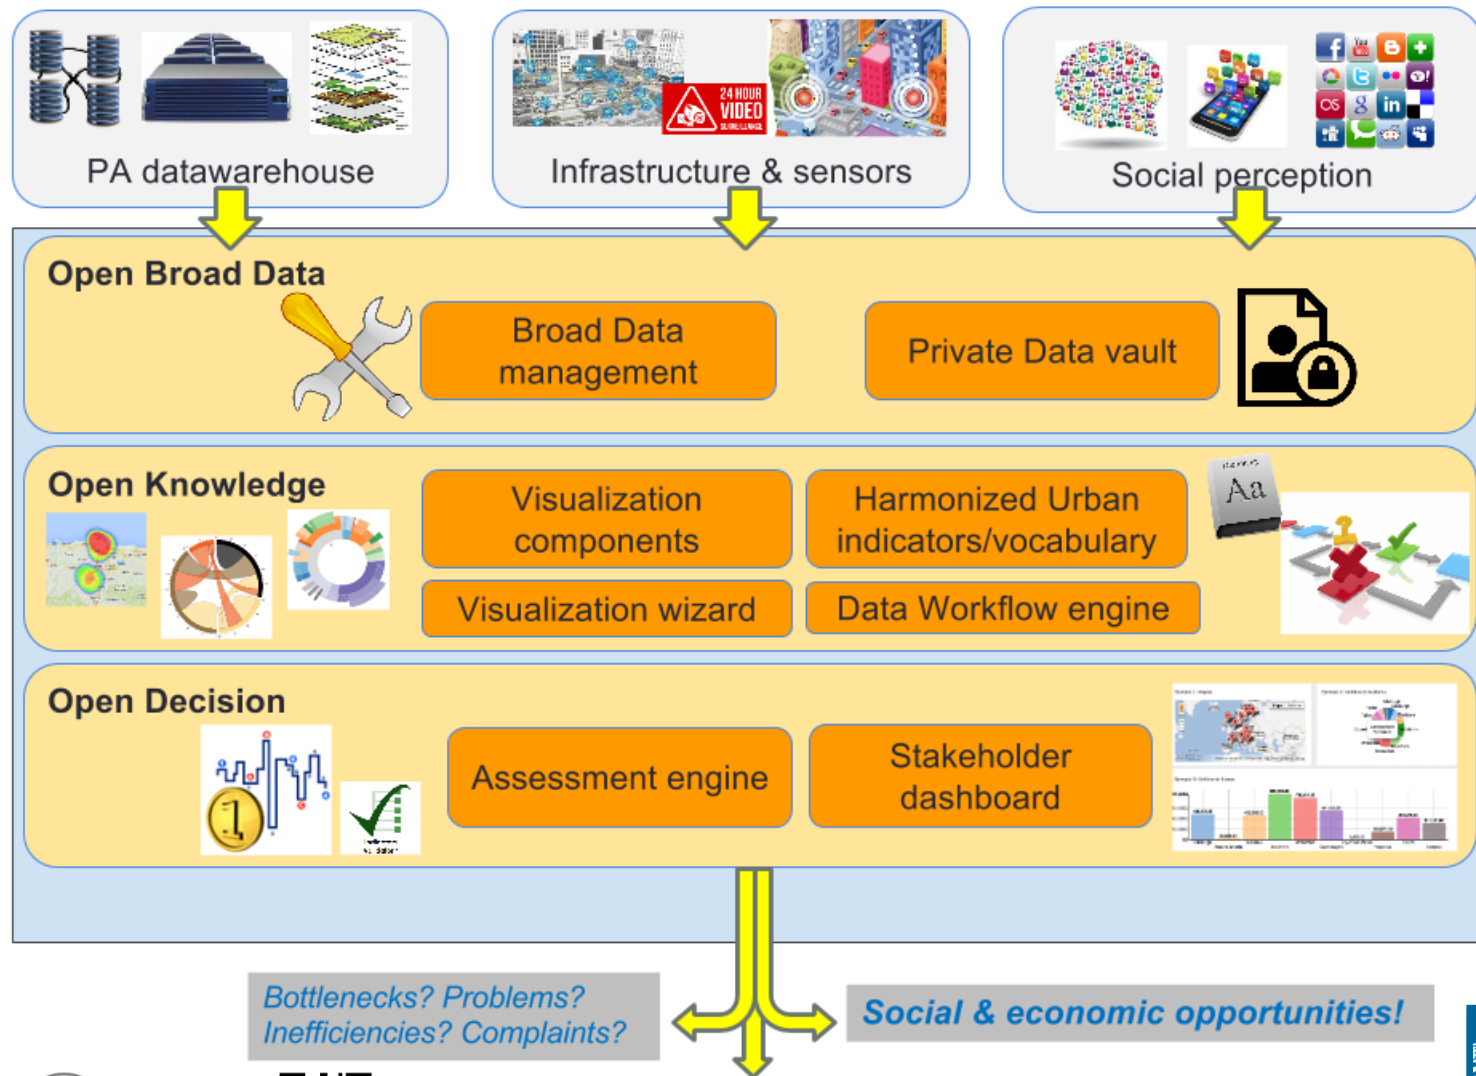 24 HOUR
VIDEO
SURVEILLANCE
PA datawarehouse
Infrastructure & sensors
Social perception
Open Broad Data
Broad Data
management
Private Data vault
Open Knowledge
Visualization
components
Harmonized Urban
indicators/vocabulary
Aa
Visualization wizard
Data Workflow engine
Open Decision
Assessment engine
Stakeholder
dashboard
Bottlenecks? Problems?
Inefficiencies? Complaints?
Social & economic opportunities!